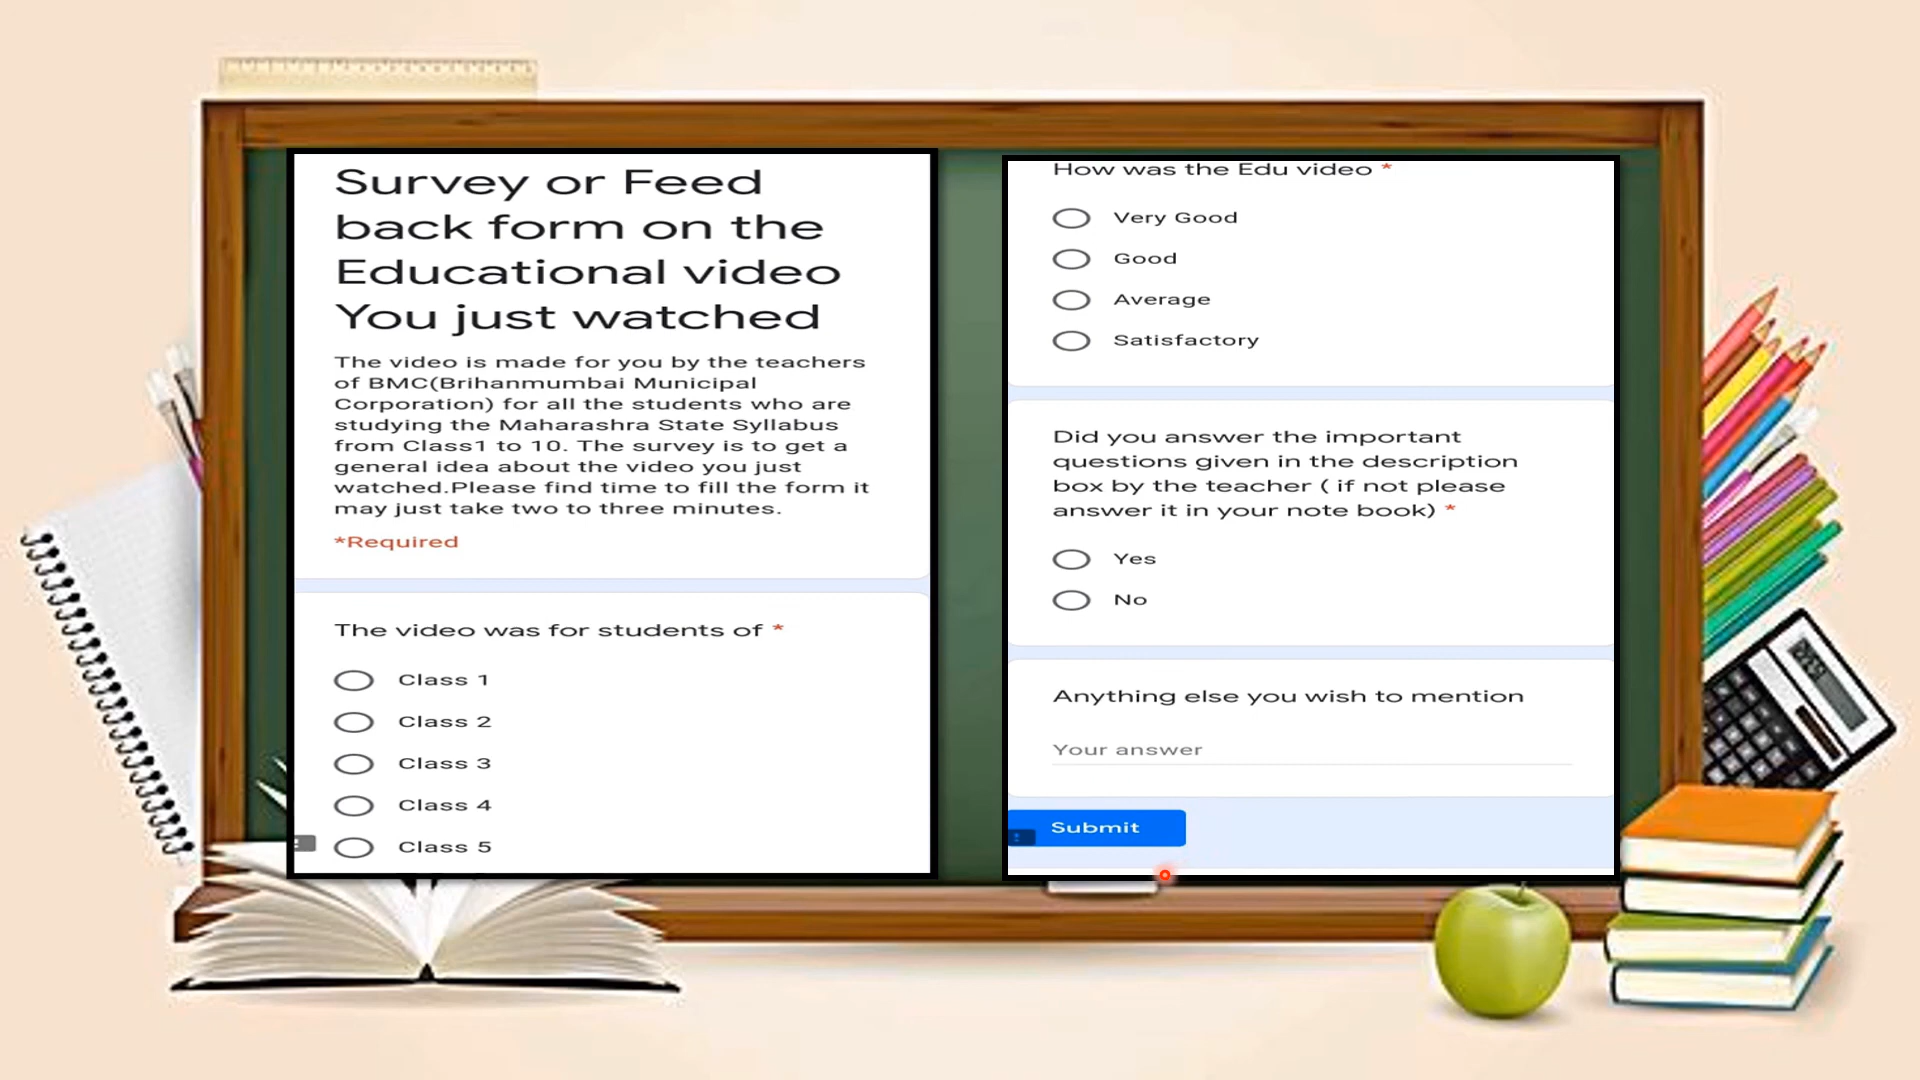 Survey or Feed
back form on the
Educational video
You just watched
The video is made for you by the teachers
of BMC(Brihanmumbai Municipal
Corporation) for all the students who are
studying the Maharashra State Syllabus
from Class1 to 10. The survey is to get a
general idea about the video you just
watched.Please find time to fill the form it
may just take two to three minutes.
*Required
The video was for students of *
Class 1
Class 2
Class 3
Class 4
Class 5
How was the Edu video *
Very Good
Good
Average
Satisfactory
Did you answer the important
questions given in the description
box by the teacher ( if not please
answer it in your note book) *
Yes
No
Anything else you wish to mention
Your answer
Submit